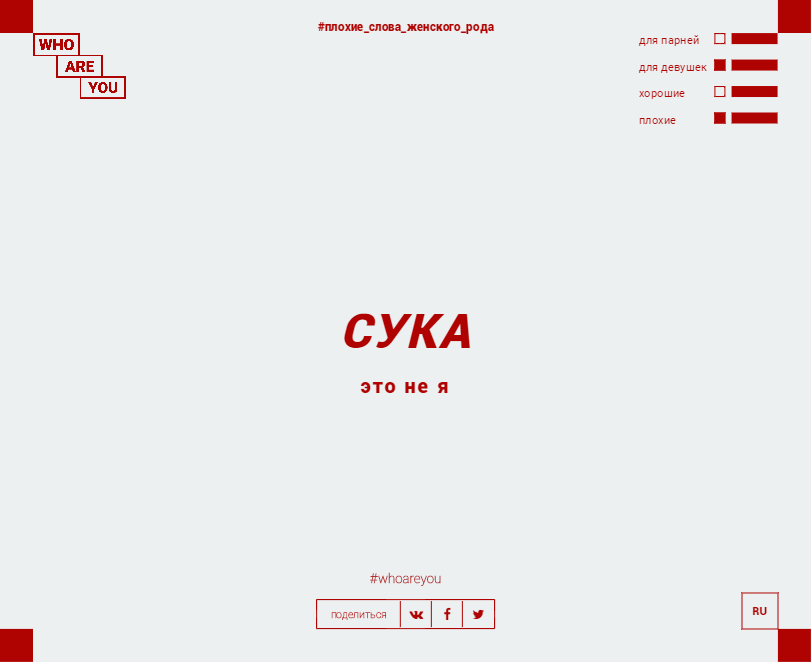 #плохие_слова_женского_рода
WHO
ARE
YOU
для парней
для девушек
хорошие
плохие
СУКА
это не я
#whoareyou
поделиться
RU